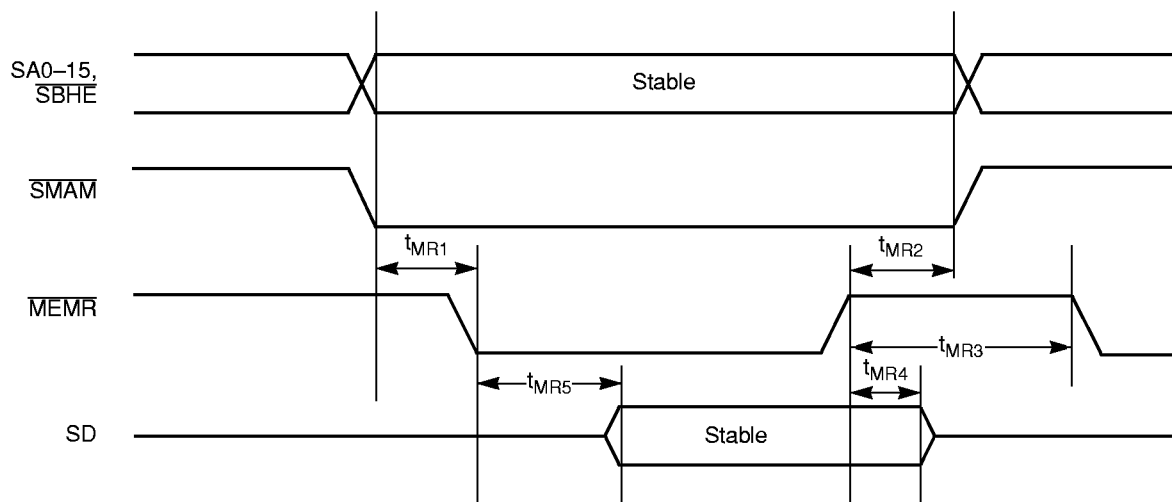 SA0–15,
SBHE
Stable
SMAM
tMR1
tMR2
MEMR
tMR3
tMR4
tMR5
SD
Stable